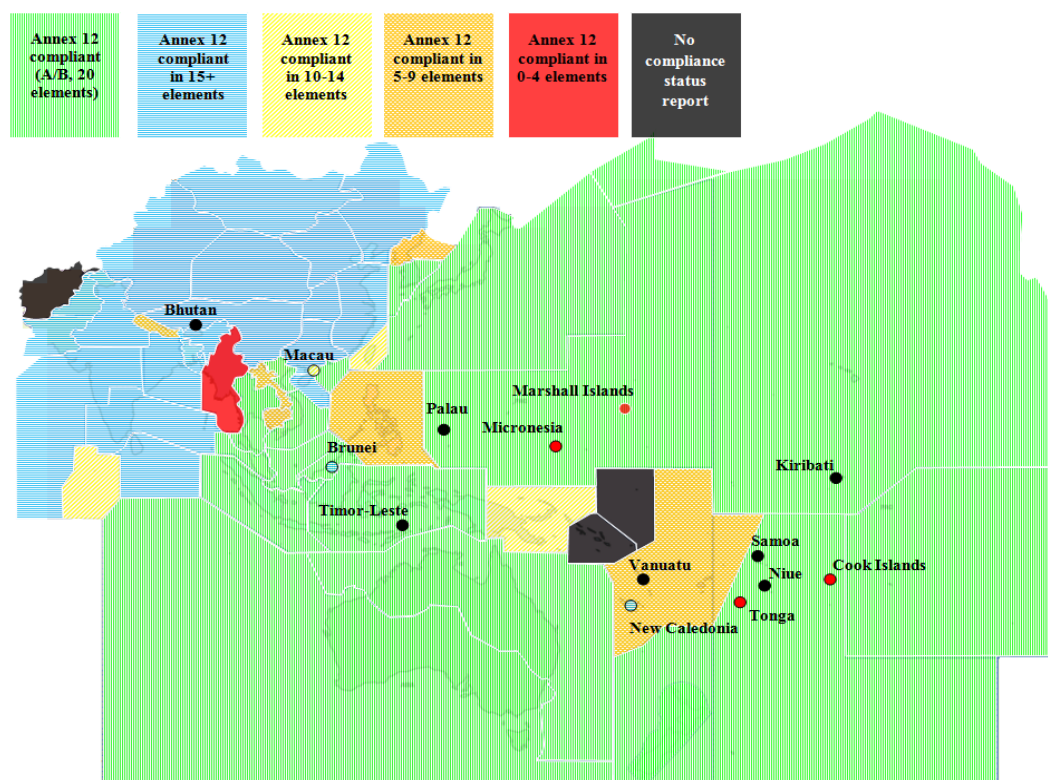 Annex 12
compliant
(A/B, 20
elements)
Annex 12
compliant
in 15+
elements
Annex 12
compliant
in 10-14
elements
Annex 12
compliant in
5-9 elements
Annex 12
compliant in
0-4 elements
No
compliance
status
report
Bhutan
Macau
Marshall Islands
Palau
Micronesia
Brunei
Kiribati
Timor-Leste
Samoa
Vanuatu
Niue
Cook Islands
Tonga
New Caledonia